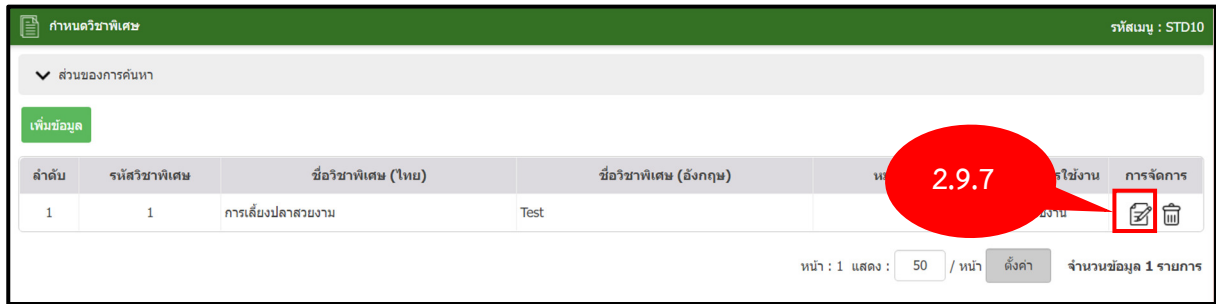 กำหนดวิชาพิเศษ รหัสเมนู : STD10
ส่วนของการค้นหา
เพิ่มข้อมูล
ลำดับ รหัสวิชาพิเศษ ชื่อวิชาพิเศษ (ไทย) ชื่อวิชาพิเศษ (อังกฤษ) 2.9.7 ใช้งาน การจัดการ
1 1 การเลี้ยงปลาสวยงาม Test
หน้า : 1 แสดง : 50 / หน้า ตั้งค่า จำนวนข้อมูล 1 รายการ